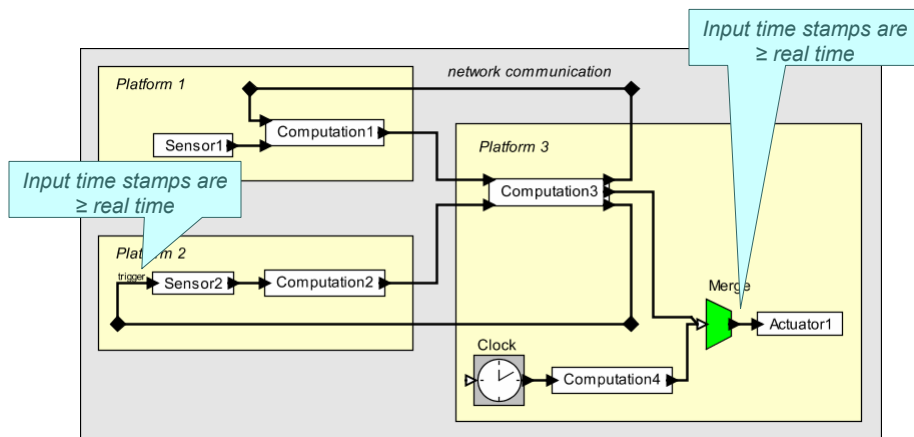 Input time stamps are
≥ real time
Platform 1
network communication
Computation1
Sensor1
Platform 3
Input time stamps are
≥ real time
Computation3
Platform 2
trigger
Sensor2
Computation2
Merge
Actuator1
Clock
Computation4